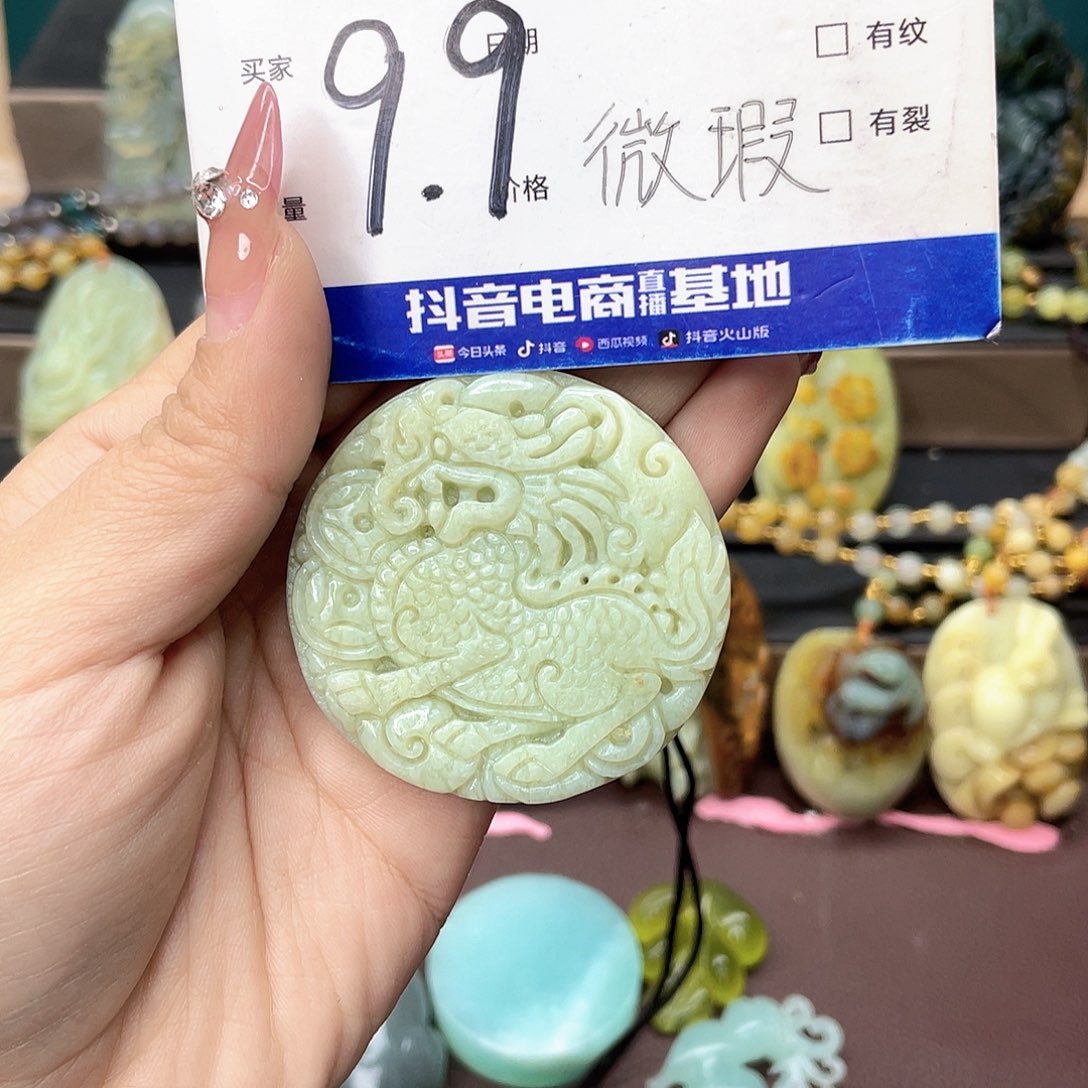 买家 9.9 日期 □ 有纹
量 价格 微瑕 □ 有裂
抖音电商直播基地
头条 今日头条 抖音 西瓜视频 抖音火山版